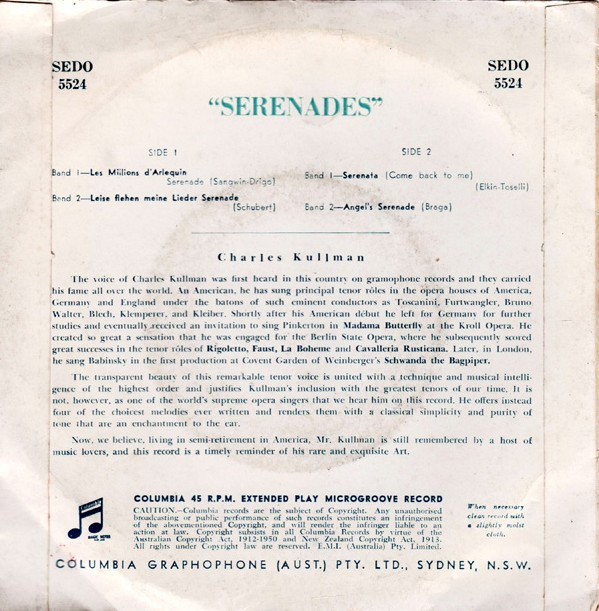 SEDO
5524
SEDO
5524
"SERENADES"
SIDE 1
Band 1—Les Millions d'Arlequin
Serenade (Sangwin-Drigo)
Band 2—Leise flehen meine Lieder Serenade
(Schubert)
SIDE 2
Band 1—Serenata (Come back to me)
(Elkin-Toselli)
Band 2—Angel's Serenade (Braga)
Charles Kullman
The voice of Charles Kullman was first heard in this country on gramophone records and they carried
his fame all over the world. An American, he has sung principal tenor rôles in the opera houses of America,
Germany and England under the batons of such eminent conductors as Toscanini, Furtwangler, Bruno
Walter, Blech, Klemperer, and Kleiber. Shortly after his American début he left for Germany for further
studies and eventually received an invitation to sing Pinkerton in Madama Butterfly at the Kroll Opera. He
created so great a sensation that he was engaged for the Berlin State Opera, where he subsequently scored
great successes in the tenor rôles of Rigoletto, Faust, La Boheme and Cavalleria Rusticana. Later, in London,
he sang Babinsky in the first production at Covent Garden of Weinberger's Schwanda the Bagpiper.
The transparent beauty of this remarkable tenor voice is united with a technique and musical intelli-
gence of the highest order and justifies Kullman's inclusion with the greatest tenors of our time. It is
not, however, as one of the world's supreme opera singers that we hear him on this record. He offers instead
four of the choicest melodies ever written and renders them with a classical simplicity and purity of
tone that are an enchantment to the ear.
Now, we believe, living in semi-retirement in America, Mr. Kullman is still remembered by a host of
music lovers, and this record is a timely reminder of his rare and exquisite Art.
Columbia
MAGIC NOTES
COLUMBIA 45 R.P.M. EXTENDED PLAY MICROGROOVE RECORD
CAUTION.—Columbia records are the subject of Copyright. Any unauthorised
broadcasting or public performance of such records constitutes an infringement
of the abovementioned Copyright, and will render the infringer liable to an
action at law. Copyright subsists in all Columbia Records by virtue of the
Australian Copyright Act, 1912-1950 and New Zealand Copyright Act, 1913.
All rights under Copyright law are reserved. E.M.I. (Australia) Pty. Limited.
When necessary
clean record with
a slightly moist
cloth.
COLUMBIA GRAPHOPHONE (AUST.) PTY. LTD., SYDNEY, N.S.W.